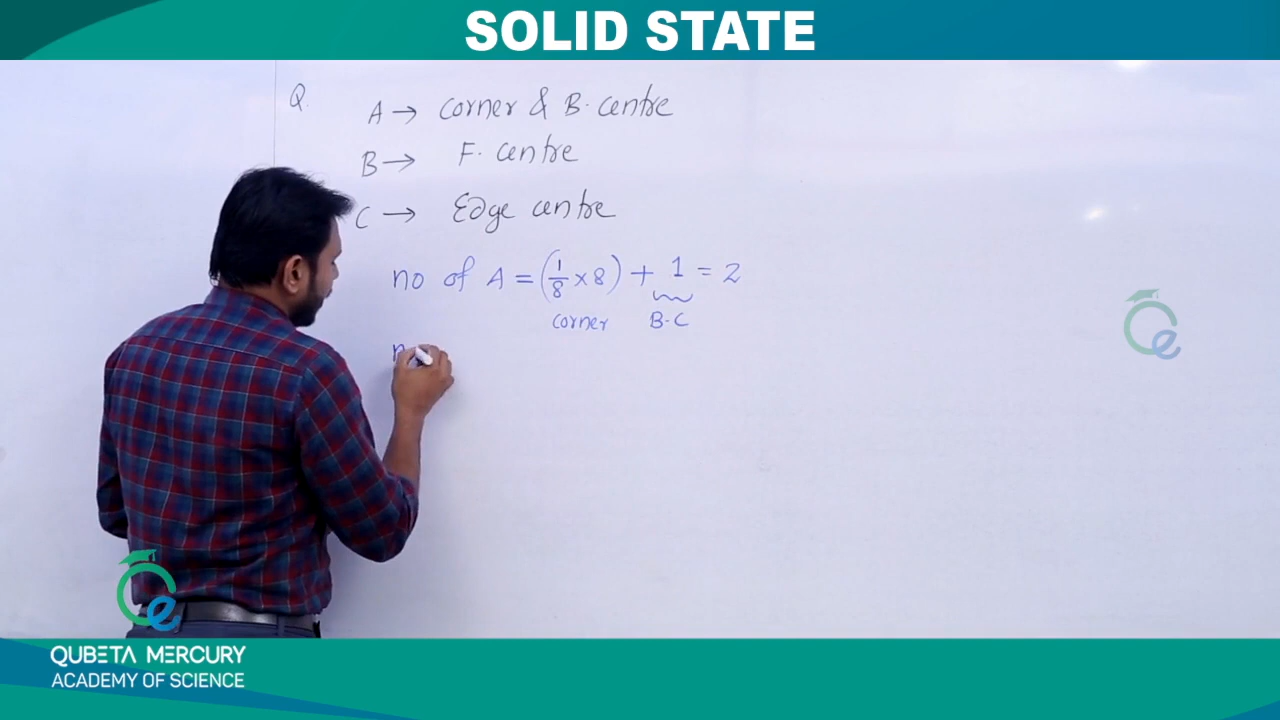 SOLID STATE
Q. A → corner & B. centre
B → F. centre
C → Edge centre
no of A = (1/8 × 8) + 1 = 2
corner B.C
n
QUBETA MERCURY
ACADEMY OF SCIENCE